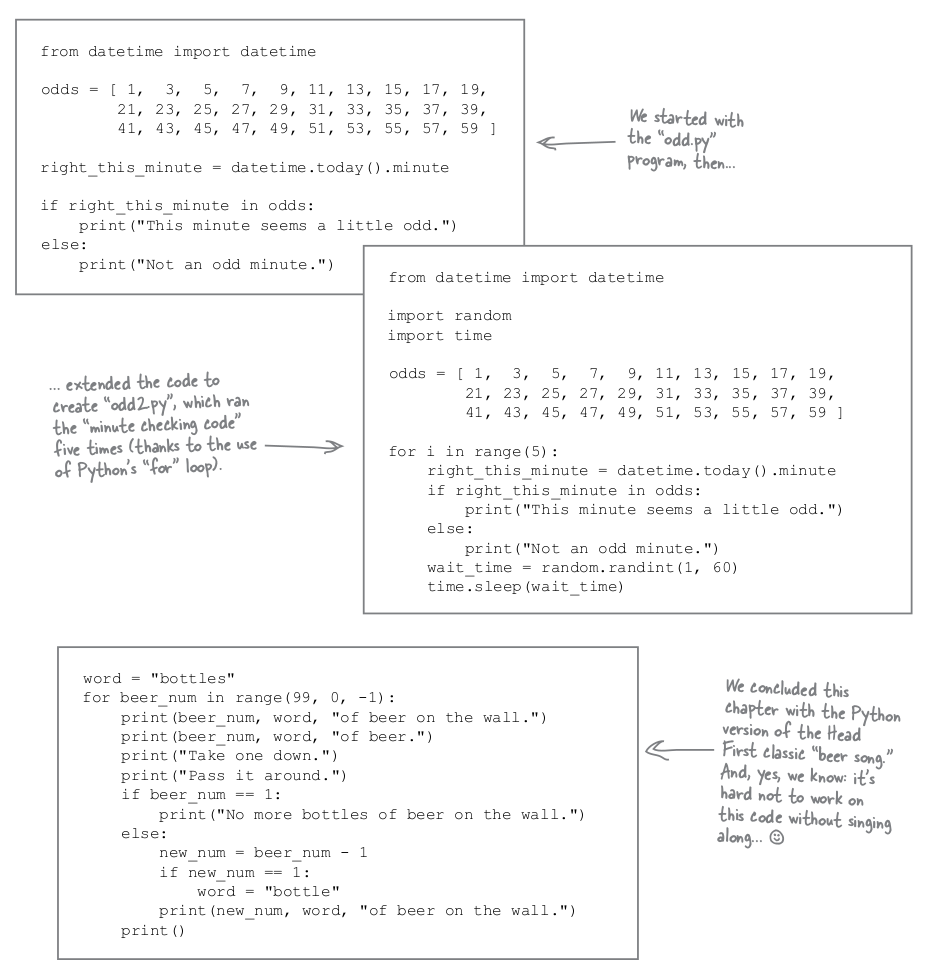 from datetime import datetime
odds = [ 1,  3,  5,  7,  9, 11, 13, 15, 17, 19,
        21, 23, 25, 27, 29, 31, 33, 35, 37, 39,
        41, 43, 45, 47, 49, 51, 53, 55, 57, 59 ]
right_this_minute = datetime.today().minute
if right_this_minute in odds:
    print("This minute seems a little odd.")
else:
    print("Not an odd minute.")
We started with
the "odd.py"
program, then...
from datetime import datetime
import random
import time
odds = [ 1,  3,  5,  7,  9, 11, 13, 15, 17, 19,
        21, 23, 25, 27, 29, 31, 33, 35, 37, 39,
        41, 43, 45, 47, 49, 51, 53, 55, 57, 59 ]
for i in range(5):
    right_this_minute = datetime.today().minute
    if right_this_minute in odds:
        print("This minute seems a little odd.")
    else:
        print("Not an odd minute.")
    wait_time = random.randint(1, 60)
    time.sleep(wait_time)
... extended the code to
create "odd2.py", which ran
the "minute checking code"
five times (thanks to the use
of Python's "for" loop).
word = "bottles"
for beer_num in range(99, 0, -1):
    print(beer_num, word, "of beer on the wall.")
    print(beer_num, word, "of beer.")
    print("Take one down.")
    print("Pass it around.")
    if beer_num == 1:
        print("No more bottles of beer on the wall.")
    else:
        new_num = beer_num - 1
        if new_num == 1:
            word = "bottle"
        print(new_num, word, "of beer on the wall.")
    print()
We concluded this
chapter with the Python
version of the Head
First classic "beer song."
And, yes, we know: it's
hard not to work on
this code without singing
along... ☺